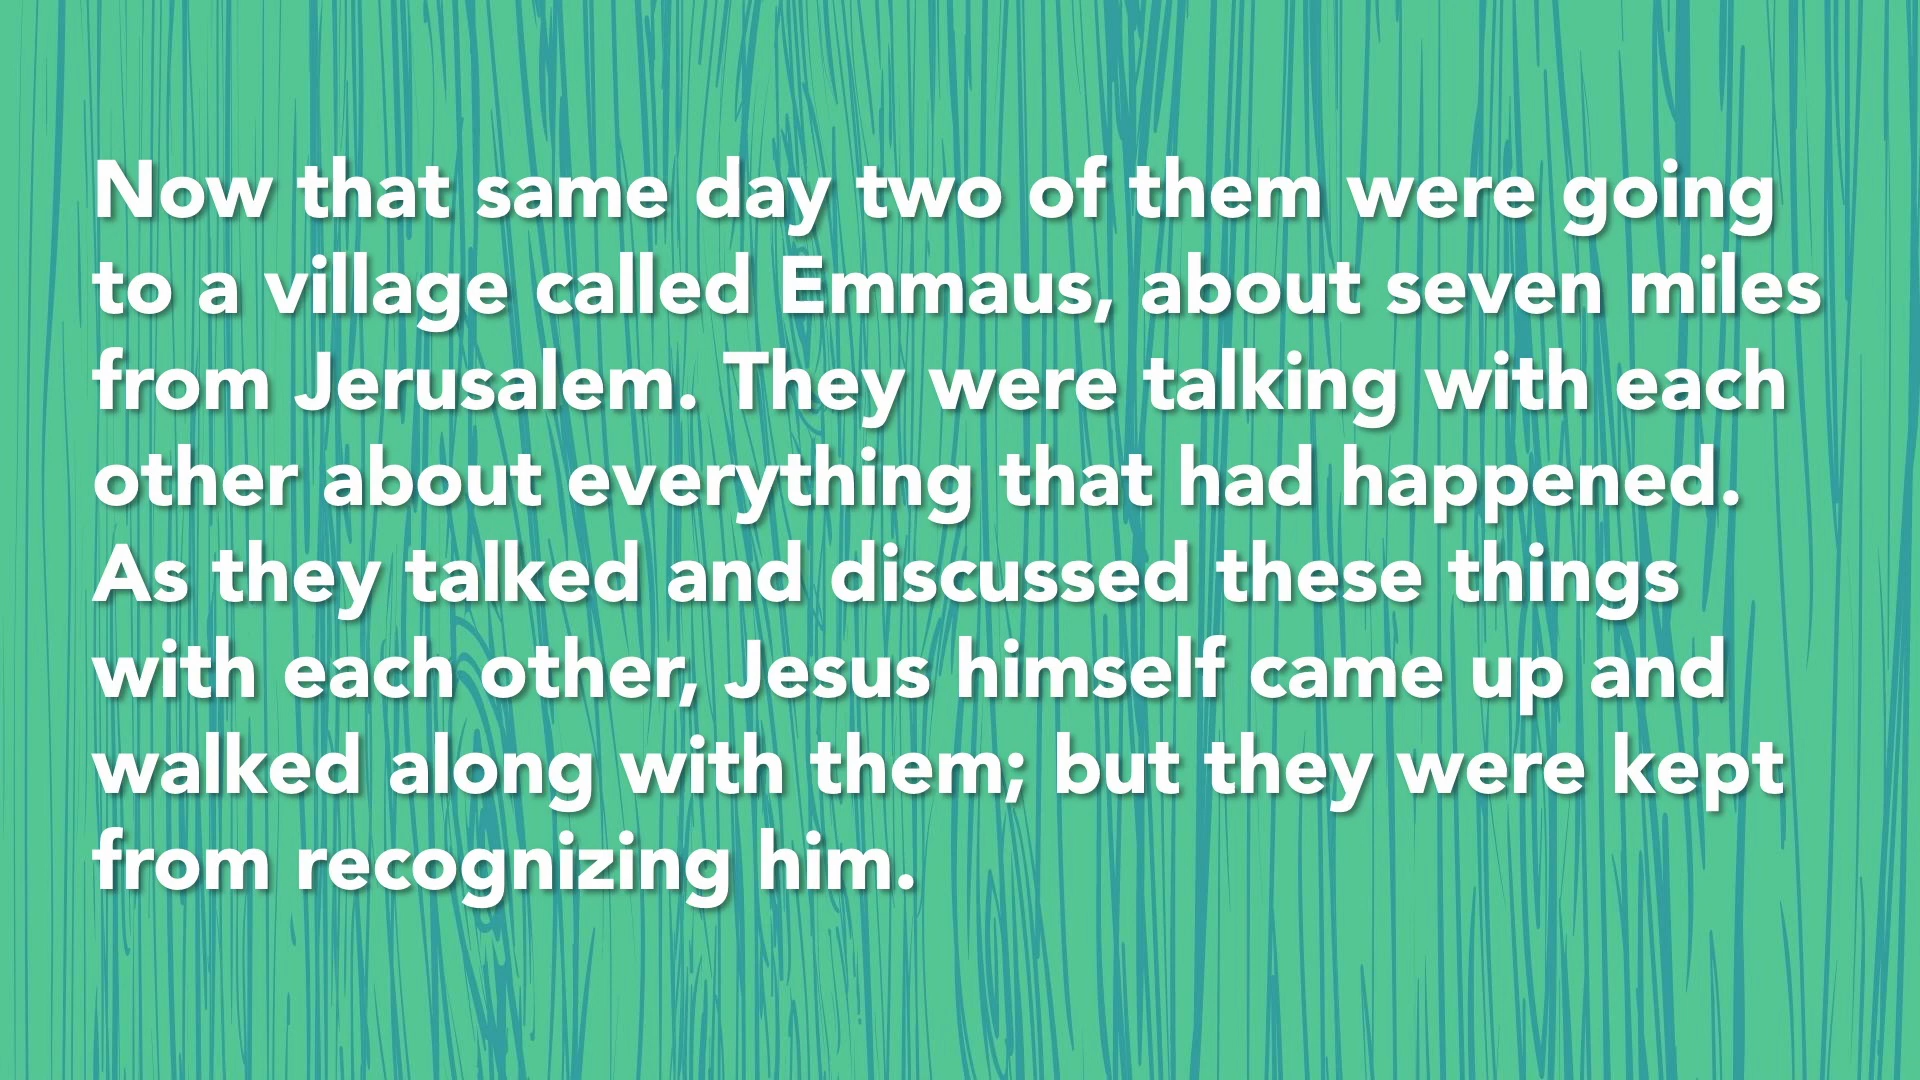 Now that same day two of them were going
to a village called Emmaus, about seven miles
from Jerusalem. They were talking with each
other about everything that had happened.
As they talked and discussed these things
with each other, Jesus himself came up and
walked along with them; but they were kept
from recognizing him.